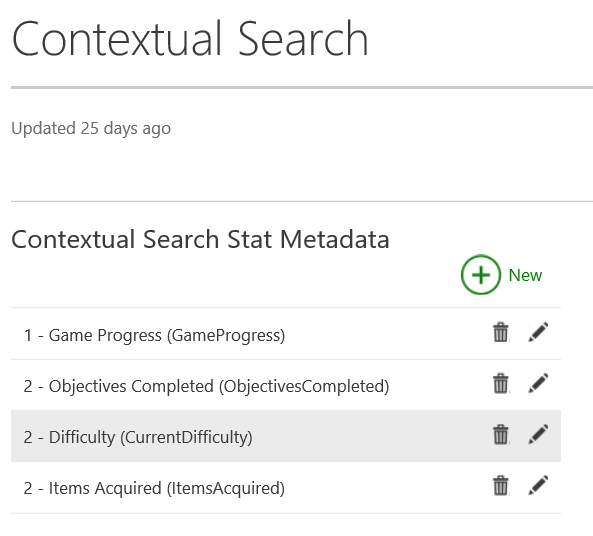 Contextual Search
Updated 25 days ago
Contextual Search Stat Metadata
New
1 - Game Progress (GameProgress)
2 - Objectives Completed (ObjectivesCompleted)
2 - Difficulty (CurrentDifficulty)
2 - Items Acquired (ItemsAcquired)